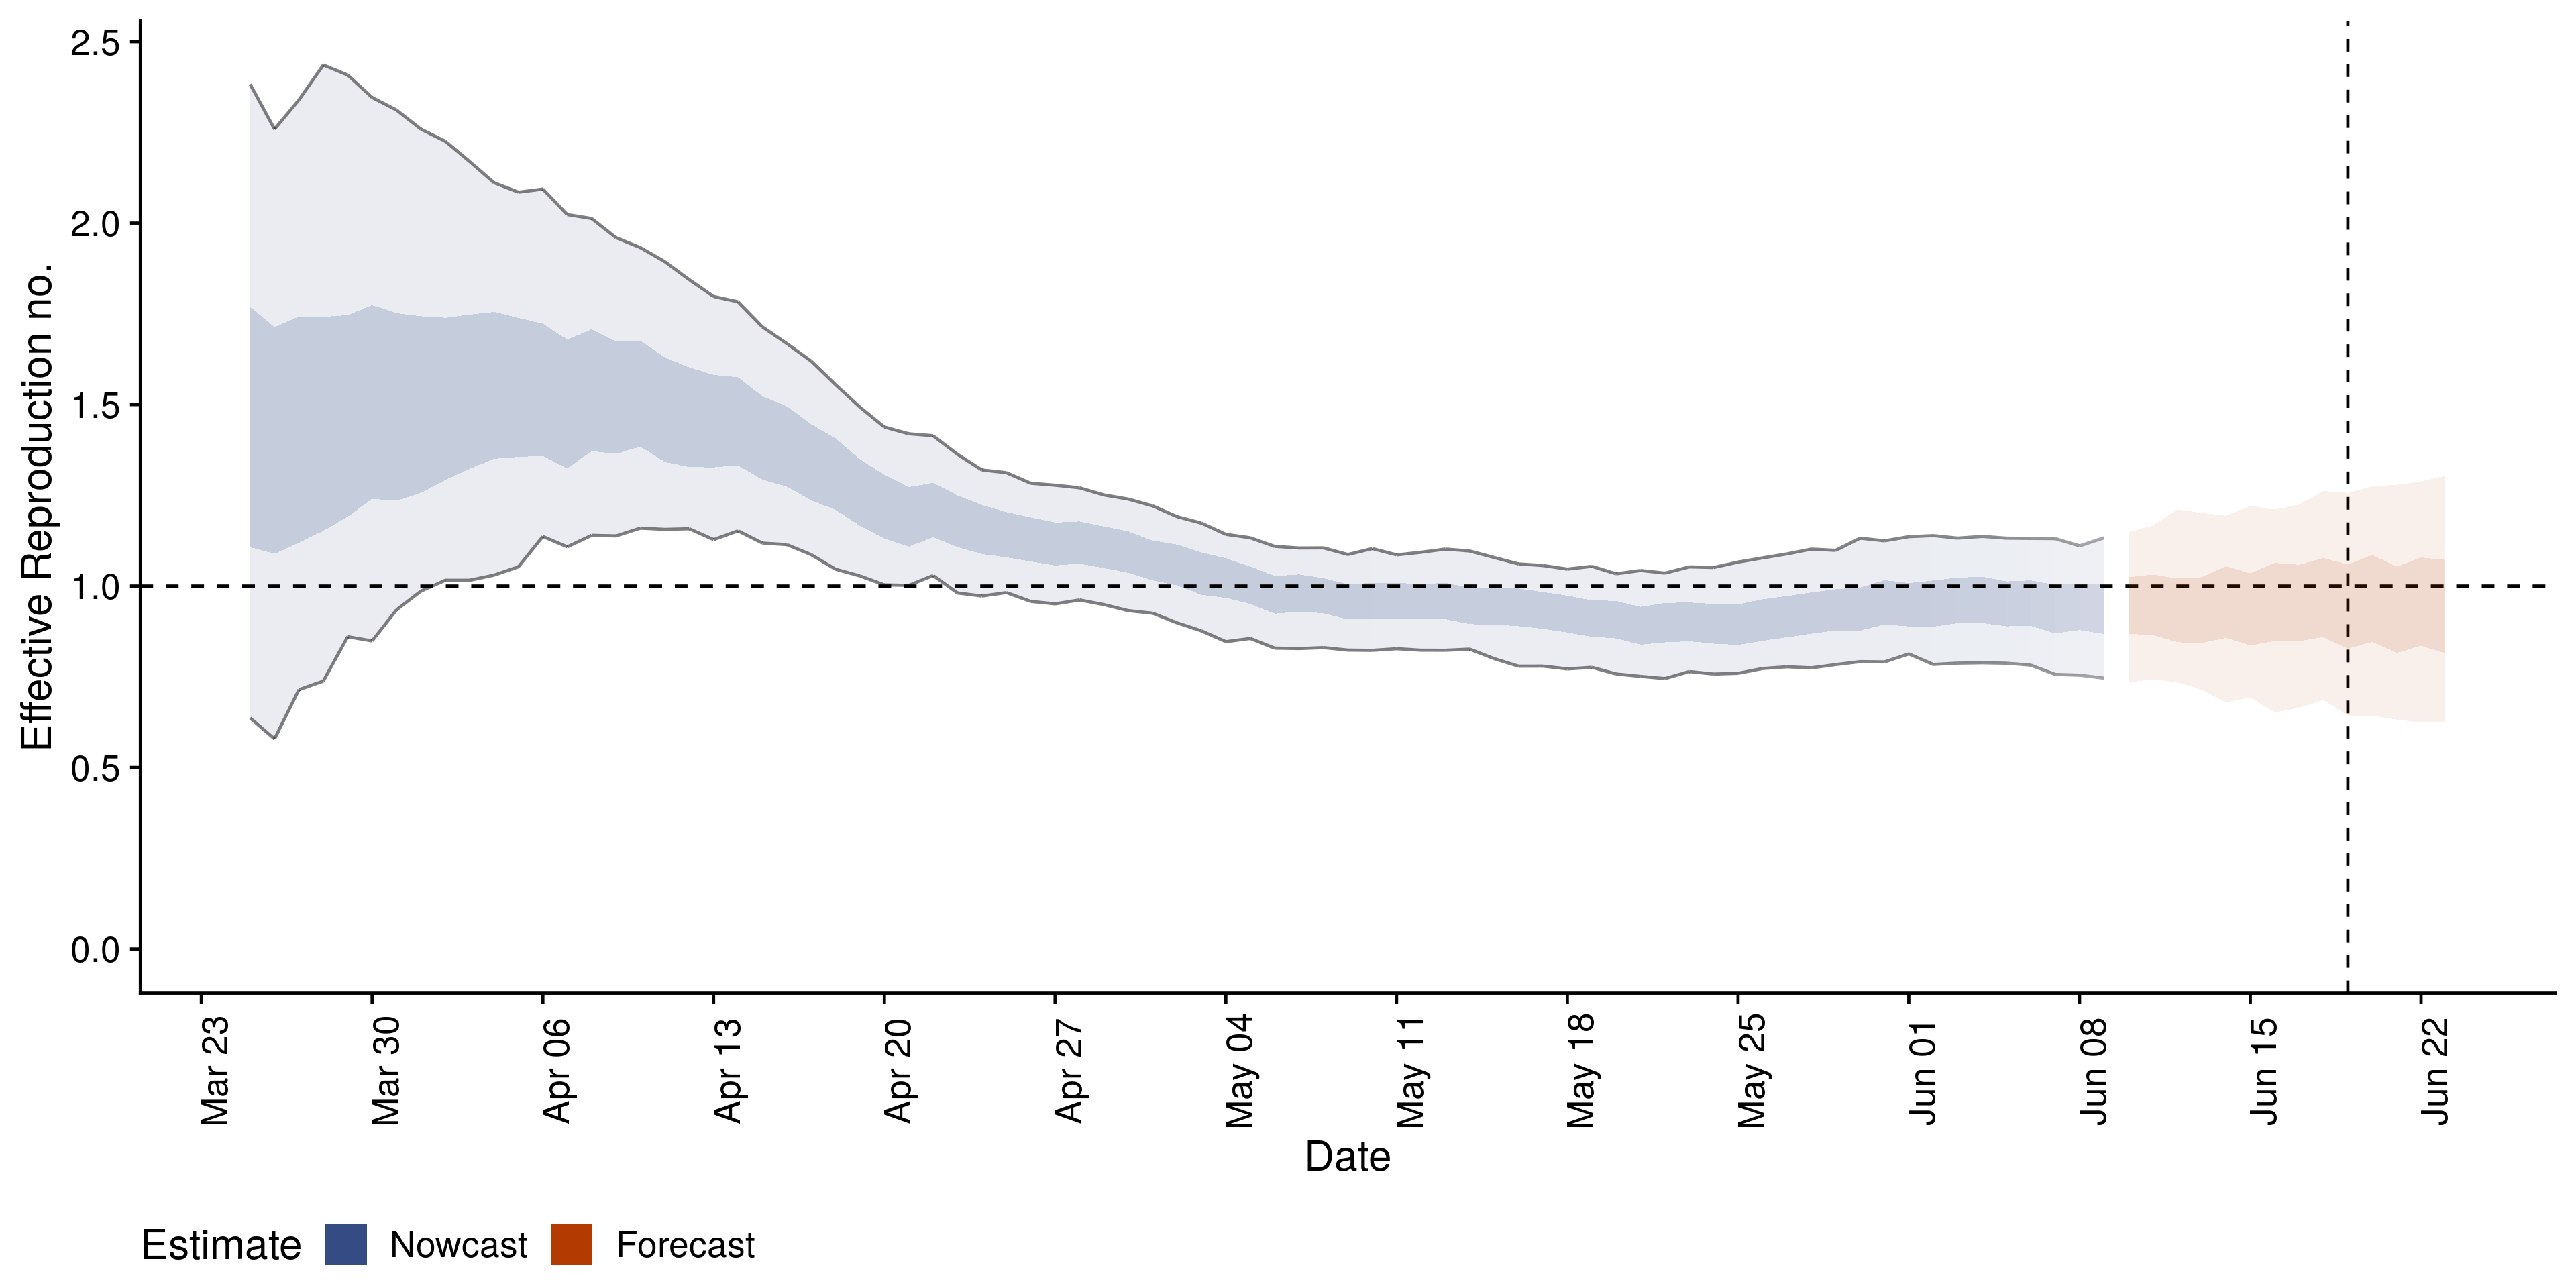 Effective Reproduction no.
2.5
2.0
1.5
1.0
0.5
0.0
Mar 23
Mar 30
Apr 06
Apr 13
Apr 20
Apr 27
May 04
May 11
May 18
May 25
Jun 01
Jun 08
Jun 15
Jun 22
Date
Estimate Nowcast Forecast